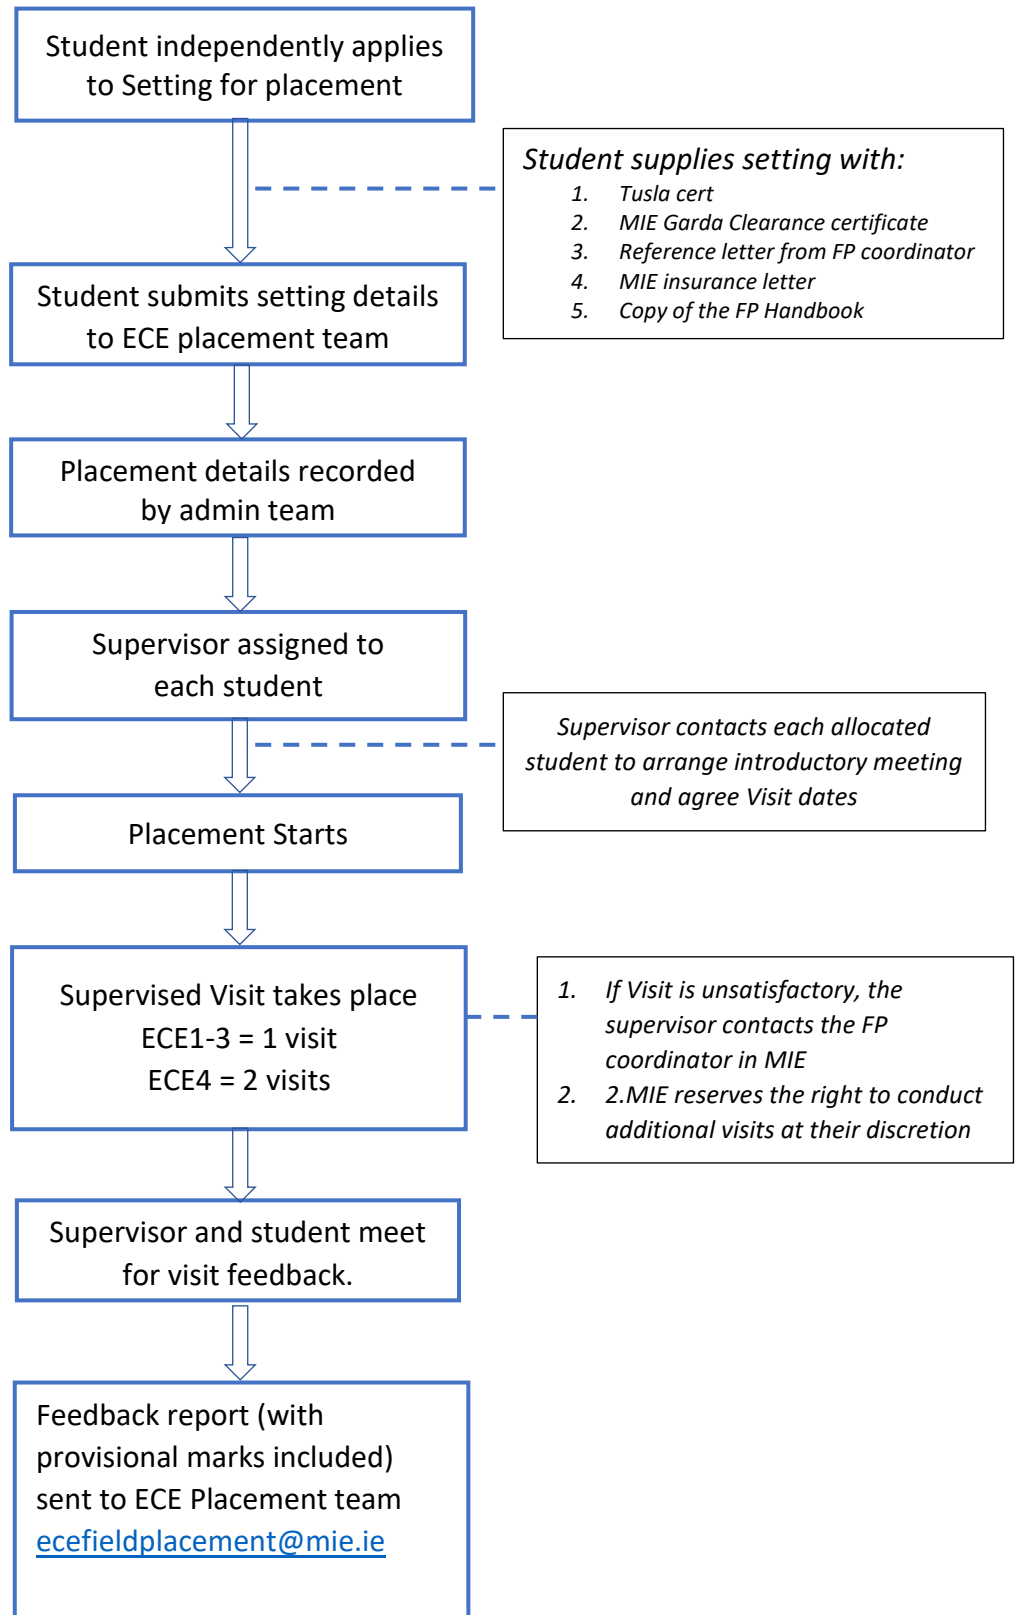 Student independently applies
to Setting for placement
Student supplies setting with:
1. Tusla cert
2. MIE Garda Clearance certificate
3. Reference letter from FP coordinator
4. MIE insurance letter
5. Copy of the FP Handbook
Student submits setting details
to ECE placement team
Placement details recorded
by admin team
Supervisor assigned to
each student
Supervisor contacts each allocated
student to arrange introductory meeting
and agree Visit dates
Placement Starts
Supervised Visit takes place
ECE1-3 = 1 visit
ECE4 = 2 visits
1. If Visit is unsatisfactory, the
supervisor contacts the FP
coordinator in MIE
2. 2.MIE reserves the right to conduct
additional visits at their discretion
Supervisor and student meet
for visit feedback.
Feedback report (with
provisional marks included)
sent to ECE Placement team
ecefieldplacement@mie.ie